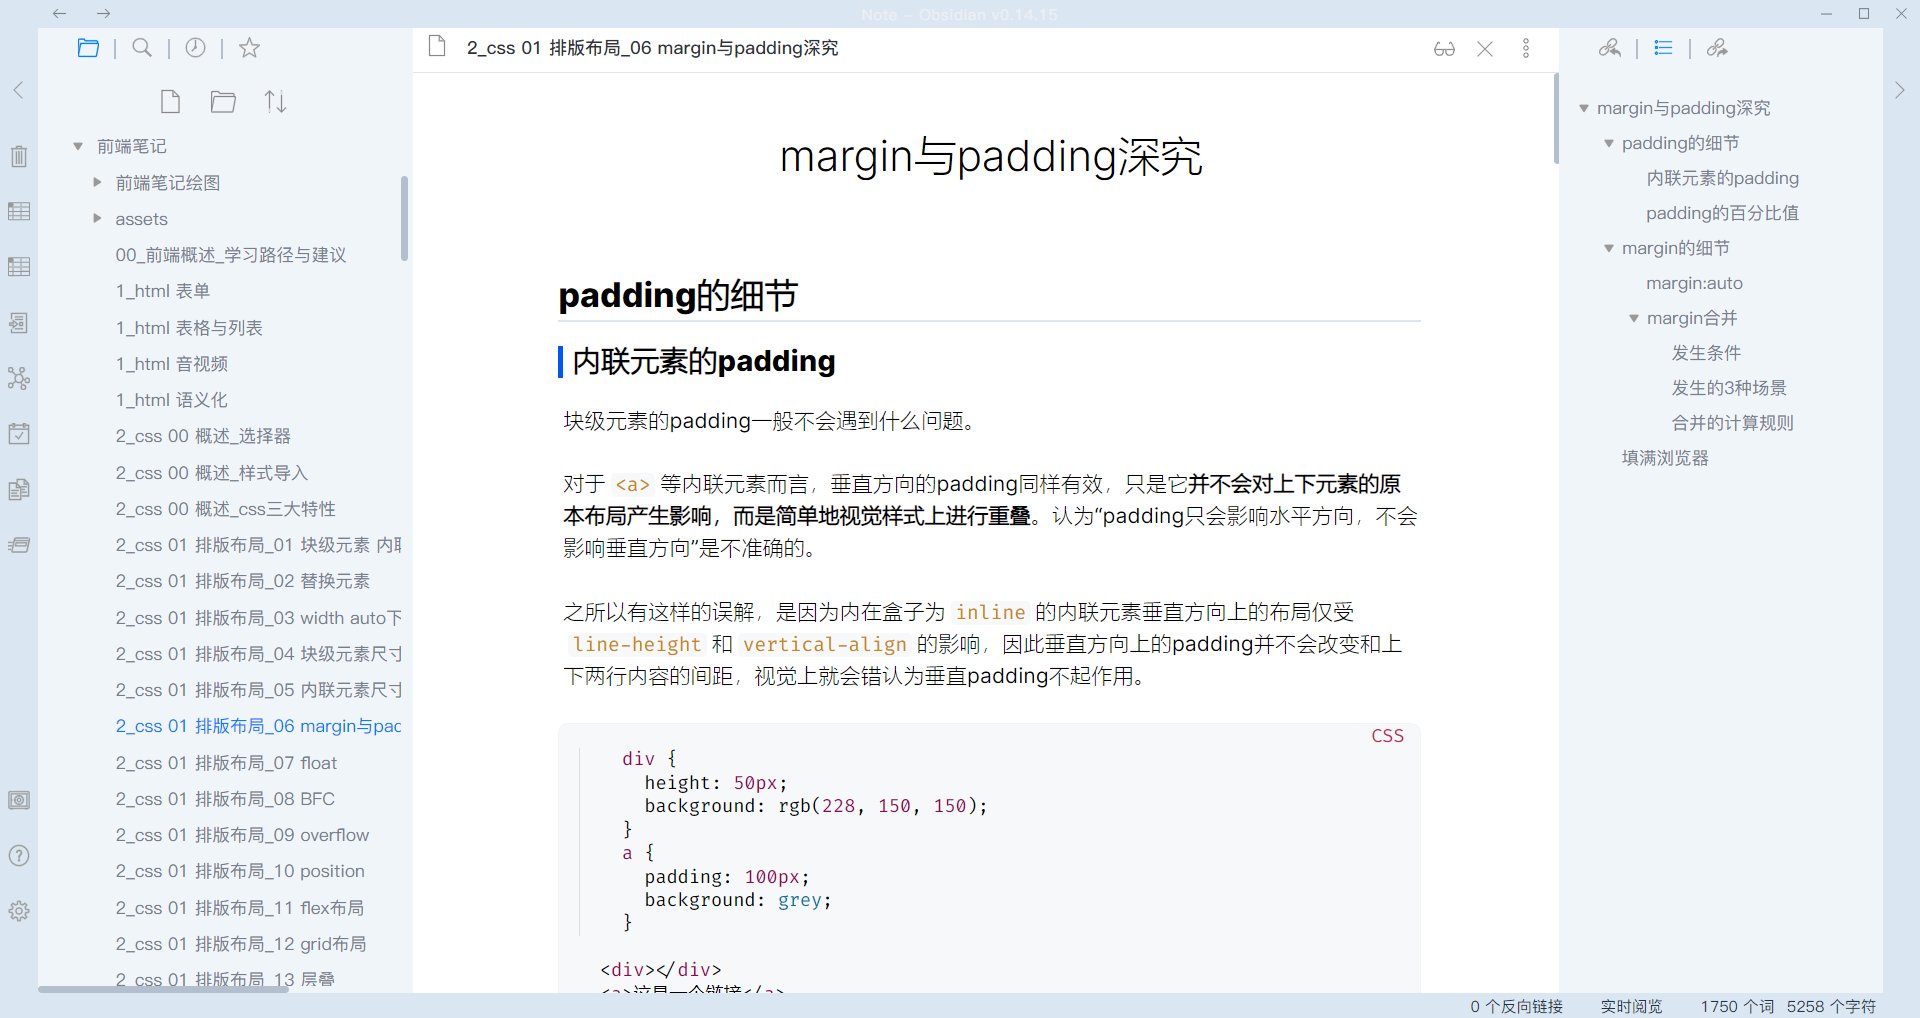 Note - Obsidian v0.14.15
2_css 01 排版布局_06 margin与padding深究
前端笔记
前端笔记绘图
assets
00_前端概述_学习路径与建议
1_html 表单
1_html 表格与列表
1_html 音视频
1_html 语义化
2_css 00 概述_选择器
2_css 00 概述_样式导入
2_css 00 概述_css三大特性
2_css 01 排版布局_01 块级元素 内联
2_css 01 排版布局_02 替换元素
2_css 01 排版布局_03 width auto下
2_css 01 排版布局_04 块级元素尺寸
2_css 01 排版布局_05 内联元素尺寸
2_css 01 排版布局_06 margin与pad
2_css 01 排版布局_07 float
2_css 01 排版布局_08 BFC
2_css 01 排版布局_09 overflow
2_css 01 排版布局_10 position
2_css 01 排版布局_11 flex布局
2_css 01 排版布局_12 grid布局
2_css 01 排版布局_13 层叠
margin与padding深究
padding的细节
内联元素的padding
块级元素的padding一般不会遇到什么问题。
对于 <a> 等内联元素而言，垂直方向的padding同样有效，只是它并不会对上下元素的原
本布局产生影响，而是简单地视觉样式上进行重叠。认为“padding只会影响水平方向，不会
影响垂直方向”是不准确的。
之所以有这样的误解，是因为内在盒子为 inline 的内联元素垂直方向上的布局仅受
line-height 和 vertical-align 的影响，因此垂直方向上的padding并不会改变和上
下两行内容的间距，视觉上就会错认为垂直padding不起作用。
CSS
div {
height: 50px;
background: rgb(228, 150, 150);
}
a {
padding: 100px;
background: grey;
}
<div></div>
<a>这是一个链接</a>
margin与padding深究
padding的细节
内联元素的padding
padding的百分比值
margin的细节
margin:auto
margin合并
发生条件
发生的3种场景
合并的计算规则
填满浏览器
0 个反向链接 实时阅览 1750 个词 5258 个字符